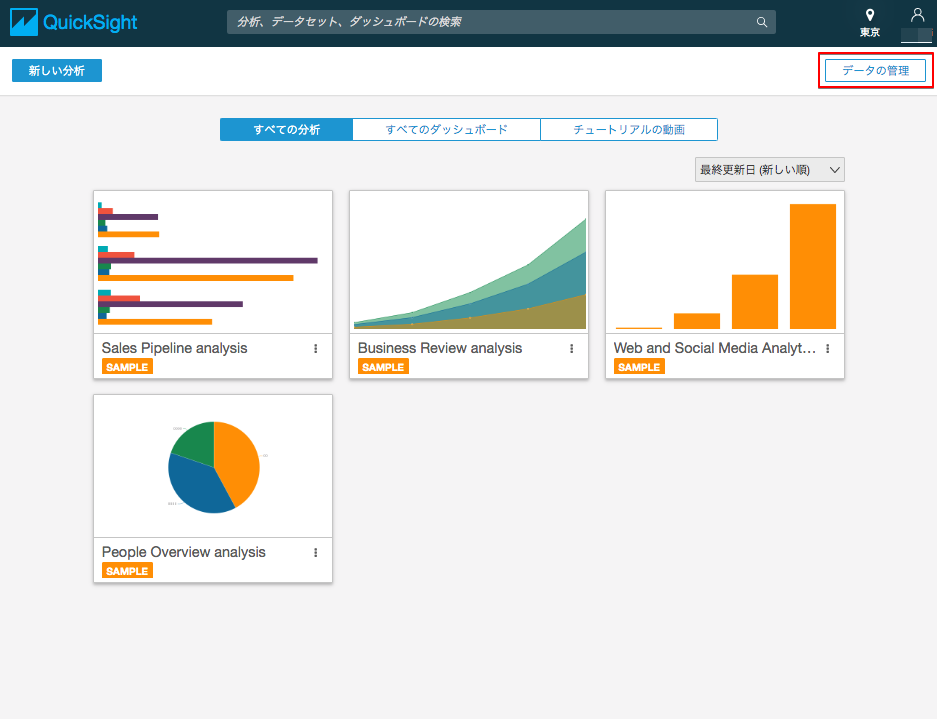 QuickSight
分析、データセット、ダッシュボードの検索
東京
新しい分析
データの管理
すべての分析
すべてのダッシュボード
チュートリアルの動画
最終更新日 (新しい順)
Sales Pipeline analysis
SAMPLE
Business Review analysis
SAMPLE
Web and Social Media Analyt...
SAMPLE
People Overview analysis
SAMPLE